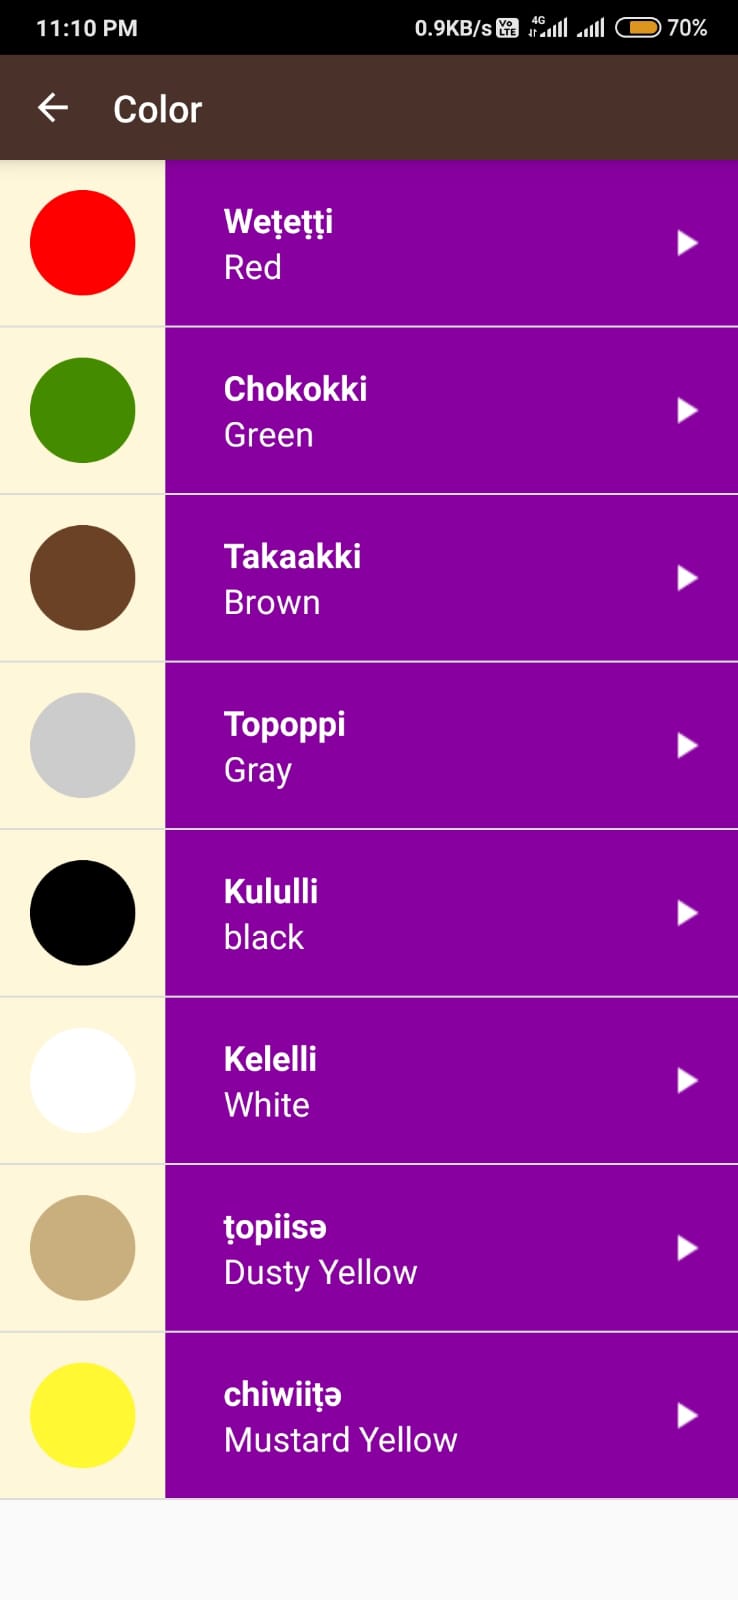 11:10 PM 0.9KB/s Vo LTE 4G 70%
Color
Weṭeṭṭi
Red
Chokokki
Green
Takaakki
Brown
Topoppi
Gray
Kululli
black
Kelelli
White
ṭopiisə
Dusty Yellow
chiwiiṭə
Mustard Yellow